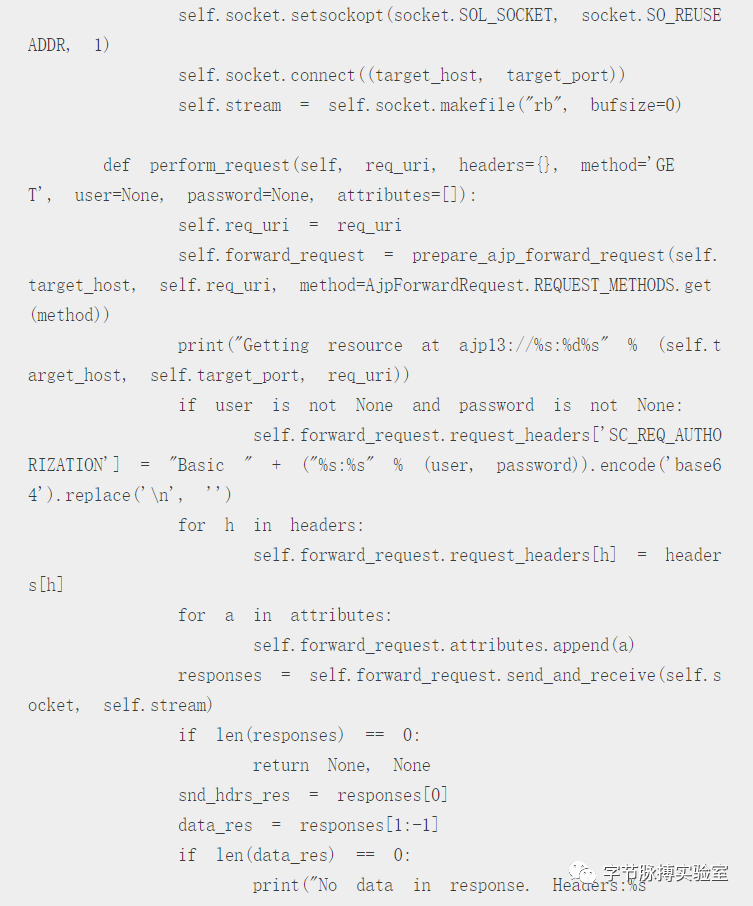 self.socket.setsockopt(socket.SOL_SOCKET, socket.SO_REUSE
ADDR, 1)
self.socket.connect((target_host, target_port))
self.stream = self.socket.makefile("rb", bufsize=0)
def perform_request(self, req_uri, headers={}, method='GE
T', user=None, password=None, attributes=[]):
self.req_uri = req_uri
self.forward_request = prepare_ajp_forward_request(self.
target_host, self.req_uri, method=AjpForwardRequest.REQUEST_METHODS.get
(method))
print("Getting resource at ajp13://%s:%d%s" % (self.t
arget_host, self.target_port, req_uri))
if user is not None and password is not None:
self.forward_request.request_headers['SC_REQ_AUTHO
RIZATION'] = "Basic " + ("%s:%s" % (user, password)).encode('base6
4').replace('\n', '')
for h in headers:
self.forward_request.request_headers[h] = header
s[h]
for a in attributes:
self.forward_request.attributes.append(a)
responses = self.forward_request.send_and_receive(self.s
ocket, self.stream)
if len(responses) == 0:
return None, None
snd_hdrs_res = responses[0]
data_res = responses[1:-1]
if len(data_res) == 0:
print("No data in response. Headers:%s
字节脉搏实验室